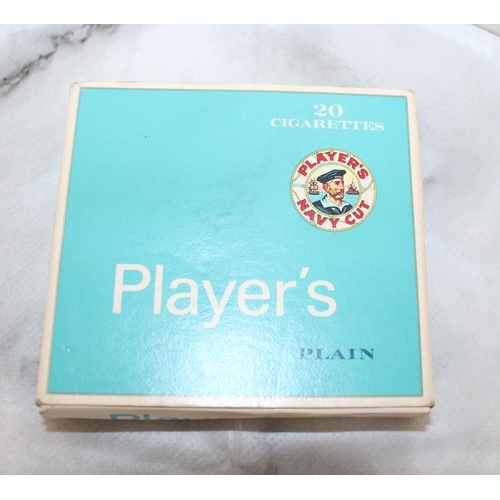 20
CIGARETTES
PLAYER'S
NAVY CUT
Player's
PLAIN